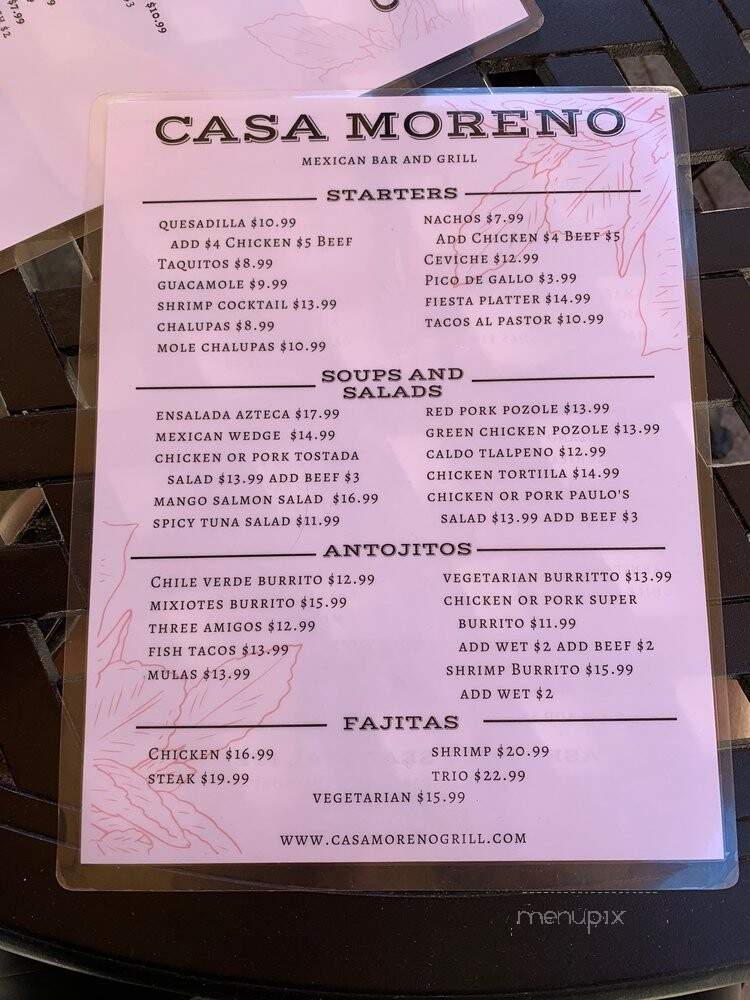 $7.99
$2
$10.99
CASA MORENO
MEXICAN BAR AND GRILL
STARTERS
QUESADILLA $10.99
ADD $4 CHICKEN $5 BEEF
TAQUITOS $8.99
GUACAMOLE $9.99
SHRIMP COCKTAIL $13.99
CHALUPAS $8.99
MOLE CHALUPAS $10.99
NACHOS $7.99
ADD CHICKEN $4 BEEF $5
CEVICHE $12.99
PICO DE GALLO $3.99
FIESTA PLATTER $14.99
TACOS AL PASTOR $10.99
SOUPS AND
SALADS
ENSALADA AZTECA $17.99
MEXICAN WEDGE $14.99
CHICKEN OR PORK TOSTADA
SALAD $13.99 ADD BEEF $3
MANGO SALMON SALAD $16.99
SPICY TUNA SALAD $11.99
RED PORK POZOLE $13.99
GREEN CHICKEN POZOLE $13.99
CALDO TLALPENO $12.99
CHICKEN TORTIILA $14.99
CHICKEN OR PORK PAULO'S
SALAD $13.99 ADD BEEF $3
ANTOJITOS
CHILE VERDE BURRITO $12.99
MIXIOTES BURRITO $15.99
THREE AMIGOS $12.99
FISH TACOS $13.99
MULAS $13.99
VEGETARIAN BURRITTO $13.99
CHICKEN OR PORK SUPER
BURRITO $11.99
ADD WET $2 ADD BEEF $2
SHRIMP BURRITO $15.99
ADD WET $2
FAJITAS
CHICKEN $16.99
STEAK $19.99
SHRIMP $20.99
TRIO $22.99
VEGETARIAN $15.99
WWW.CASAMORENOGRILL.COM
menupix